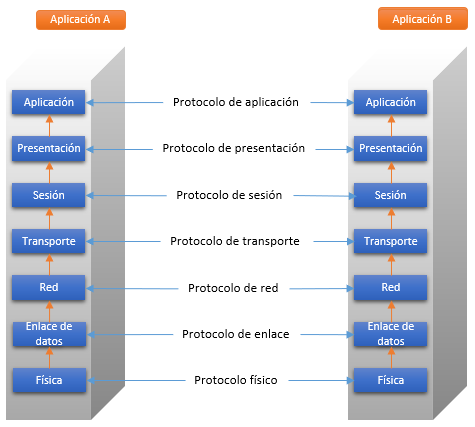 Aplicación A
Aplicación B
Aplicación
Protocolo de aplicación
Aplicación
Presentación
Protocolo de presentación
Presentación
Sesión
Protocolo de sesión
Sesión
Transporte
Protocolo de transporte
Transporte
Red
Protocolo de red
Red
Enlace de
datos
Protocolo de enlace
Enlace de
datos
Física
Protocolo físico
Física